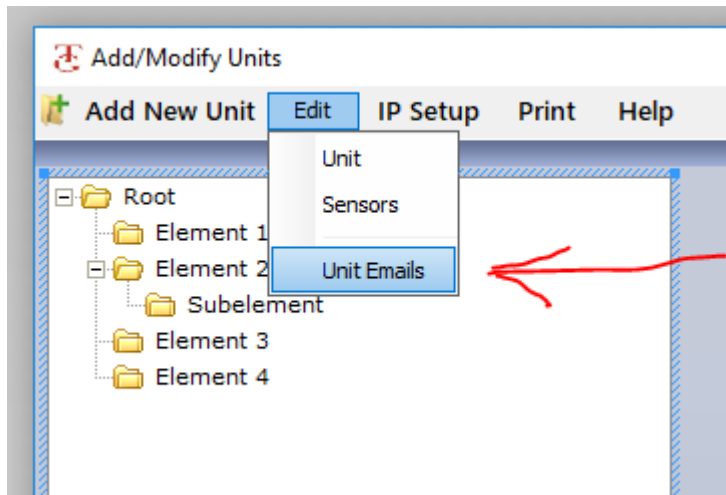 Add/Modify Units
Add New Unit Edit IP Setup Print Help
Unit
Sensors
Unit Emails
Root
Element 1
Element 2
Subelement
Element 3
Element 4